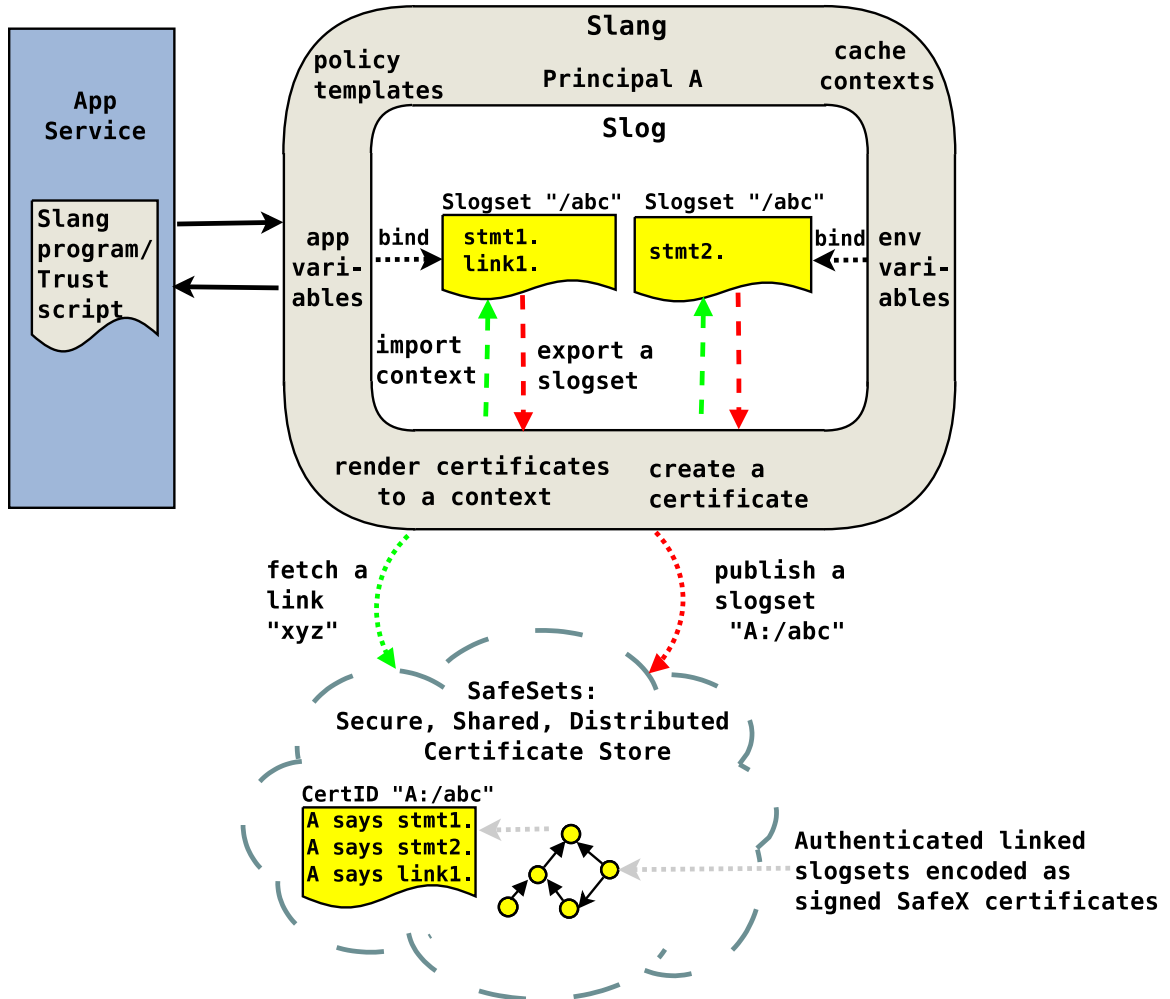 App
Service
Slang
program/
Trust
script
Slang
Principal A
policy
templates
cache
contexts
Slog
Slogset "/abc"
stmt1.
link1.
Slogset "/abc"
stmt2.
bind
bind
app
vari-
ables
env
vari-
ables
import
context
export a
slogset
render certificates
to a context
create a
certificate
fetch a
link
"xyz"
publish a
slogset
"A:/abc"
SafeSets:
Secure, Shared, Distributed
Certificate Store
CertID "A:/abc"
A says stmt1.
A says stmt2.
A says link1.
Authenticated linked
slogsets encoded as
signed SafeX certificates